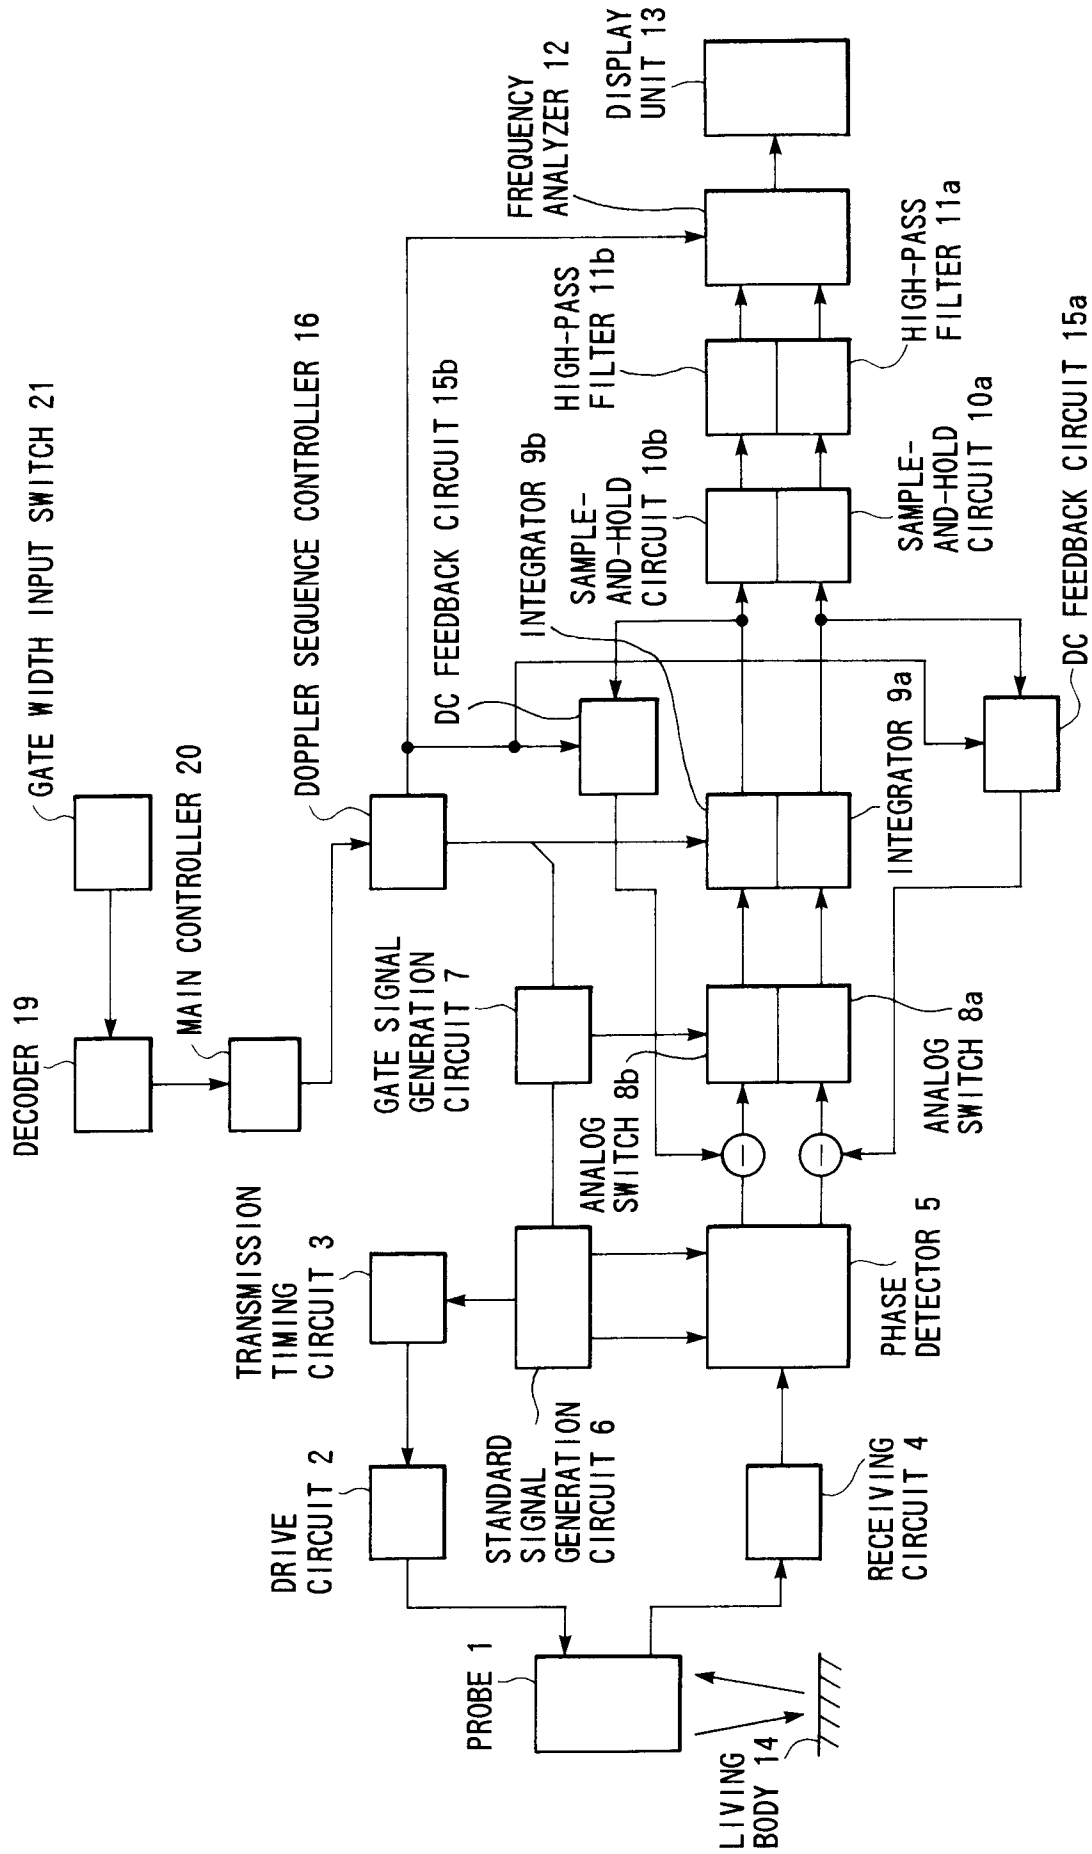 GATE WIDTH INPUT SWITCH 21
DECODER 19
MAIN CONTROLLER 20
DOPPLER SEQUENCE CONTROLLER 16
TRANSMISSION
TIMING
CIRCUIT 3
DRIVE
CIRCUIT 2
GATE SIGNAL
GENERATION
CIRCUIT 7
DC FEEDBACK CIRCUIT 15b
FREQUENCY
ANALYZER 12
DISPLAY
UNIT 13
HIGH-PASS
FILTER 11b
SAMPLE-
AND-HOLD
CIRCUIT 10b
INTEGRATOR 9b
ANALOG
SWITCH 8b
STANDARD
SIGNAL
GENERATION
CIRCUIT 6
PROBE 1
LIVING
BODY 14
RECEIVING
CIRCUIT 4
PHASE
DETECTOR 5
ANALOG
SWITCH 8a
INTEGRATOR 9a
SAMPLE-
AND-HOLD
CIRCUIT 10a
HIGH-PASS
FILTER 11a
DC FEEDBACK CIRCUIT 15a